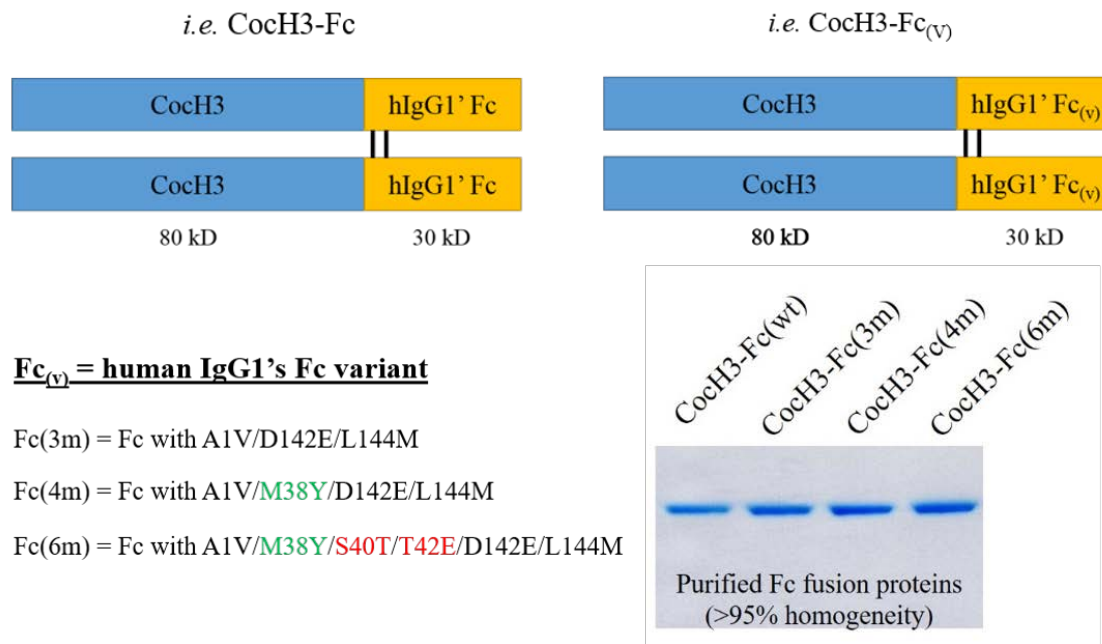 i.e. CocH3-Fc
CocH3
hIgG1’ Fc
CocH3
hIgG1’ Fc
80 kD
30 kD
i.e. CocH3-Fc(V)
CocH3
hIgG1’ Fc(v)
CocH3
hIgG1’ Fc(v)
80 kD
30 kD
Fc(v) = human IgG1’s Fc variant
Fc(3m) = Fc with A1V/D142E/L144M
Fc(4m) = Fc with A1V/M38Y/D142E/L144M
Fc(6m) = Fc with A1V/M38Y/S40T/T42E/D142E/L144M
CocH3-Fc(wt)
CocH3-Fc(3m)
CocH3-Fc(4m)
CocH3-Fc(6m)
Purified Fc fusion proteins
(>95% homogeneity)